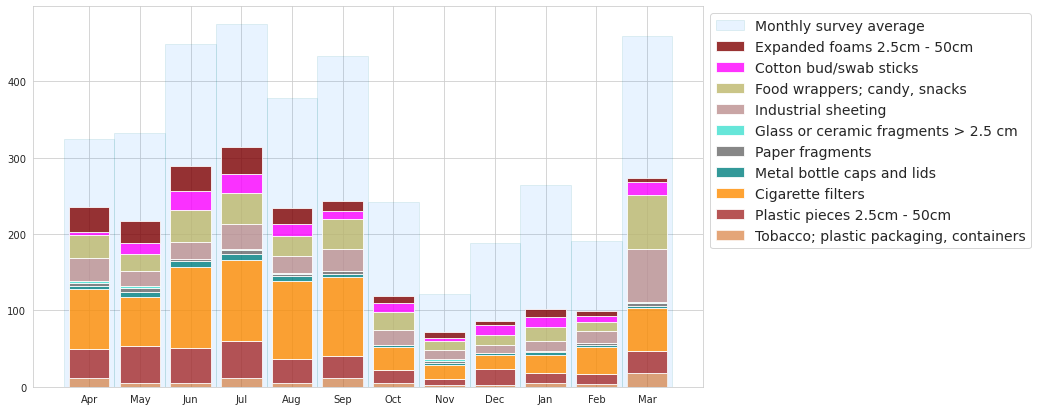 Monthly survey average
Expanded foams 2.5cm - 50cm
Cotton bud/swab sticks
Food wrappers; candy, snacks
Industrial sheeting
Glass or ceramic fragments > 2.5 cm
Paper fragments
Metal bottle caps and lids
Cigarette filters
Plastic pieces 2.5cm - 50cm
Tobacco; plastic packaging, containers
400
300
200
100
0
Apr May Jun Jul Aug Sep Oct Nov Dec Jan Feb Mar